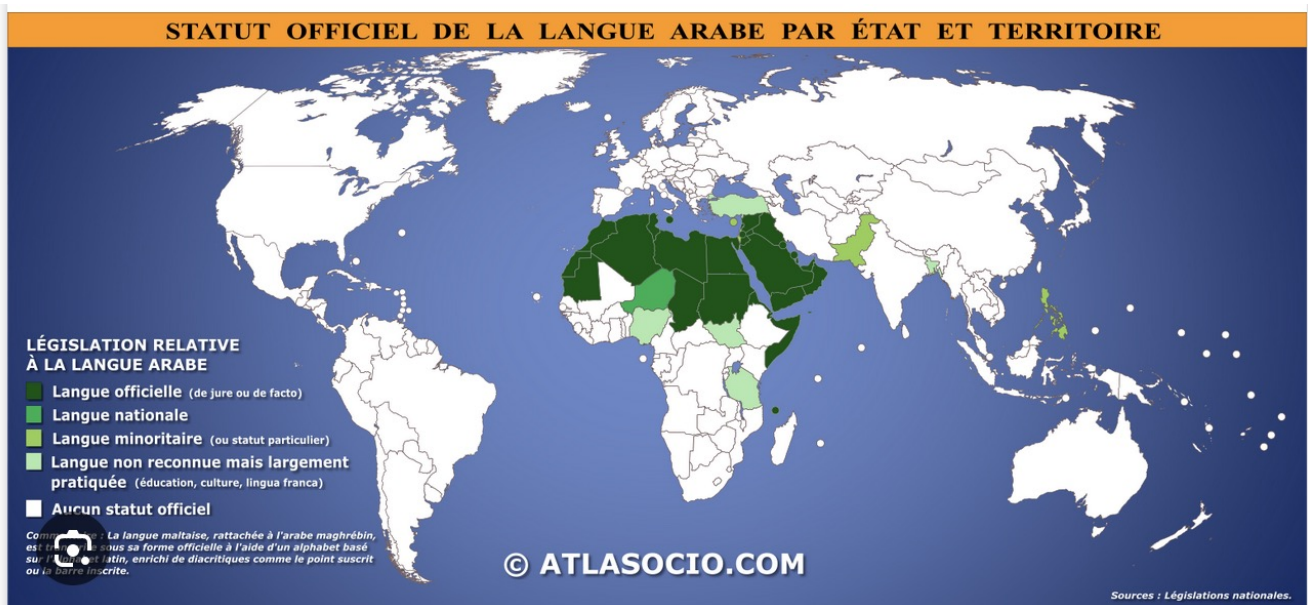 STATUT OFFICIEL DE LA LANGUE ARABE PAR ÉTAT ET TERRITOIRE
LÉGISLATION RELATIVE
À LA LANGUE ARABE
Langue officielle (de jure ou de facto)
Langue nationale
Langue minoritaire (ou statut particulier)
Langue non reconnue mais largement
pratiquée (éducation, culture, lingua franca)
Aucun statut officiel
: La langue maltaise, rattachée à l'arabe maghrébin,
est sous sa forme officielle à l'aide d'un alphabet basé
sur latin, enrichi de diacritiques comme le point suscrit
ou la barre inscrite.
© ATLASOCIO.COM
Sources : Législations nationales.